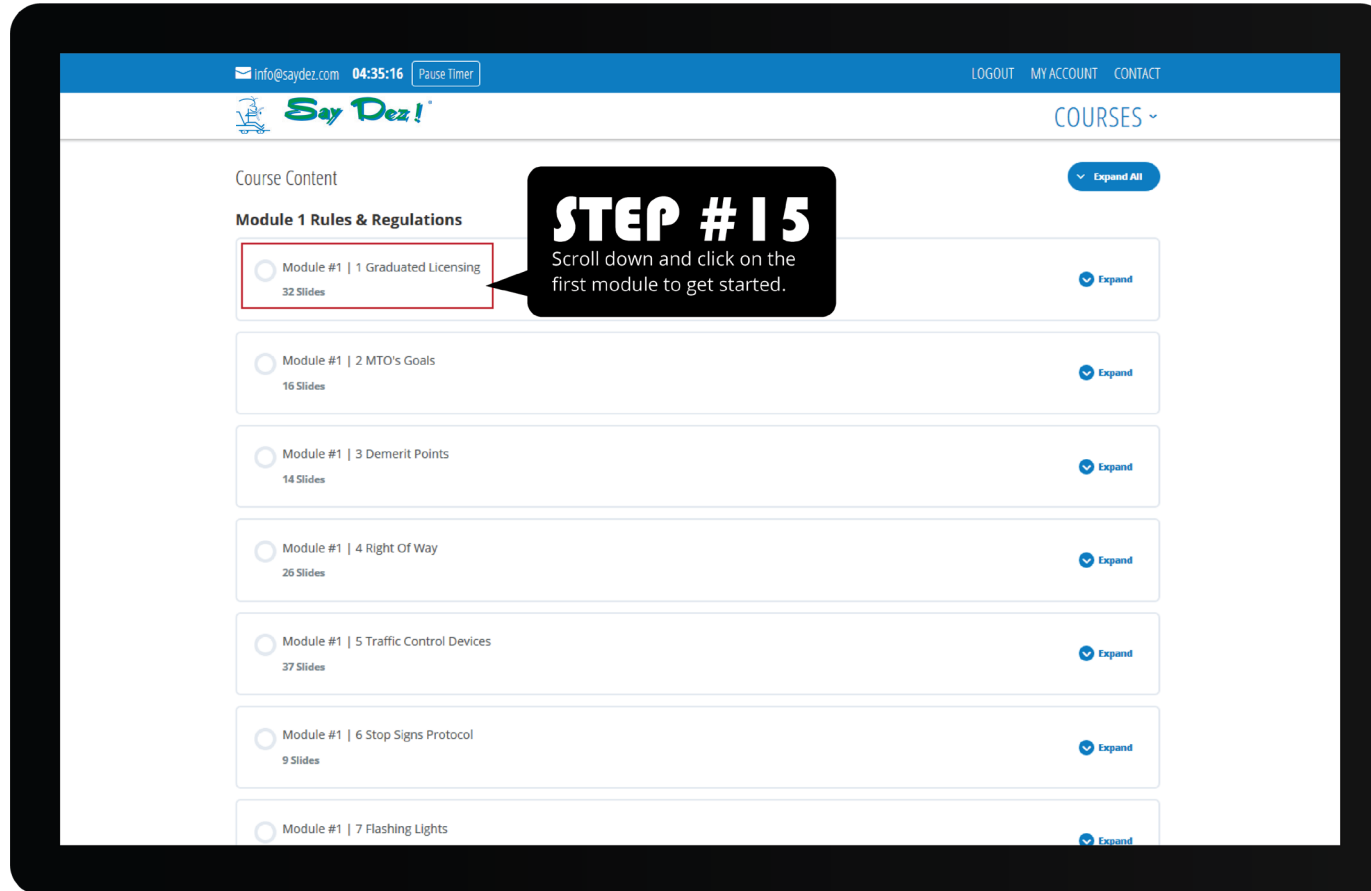 info@saydez.com 04:35:16 Pause Timer LOGOUT MY ACCOUNT CONTACT
Say Dez! COURSES
Course Content Expand All
Module 1 Rules & Regulations
STEP #15
Scroll down and click on the
first module to get started.
Module #1 | 1 Graduated Licensing
32 Slides
Expand
Module #1 | 2 MTO's Goals
16 Slides
Expand
Module #1 | 3 Demerit Points
14 Slides
Expand
Module #1 | 4 Right Of Way
26 Slides
Expand
Module #1 | 5 Traffic Control Devices
37 Slides
Expand
Module #1 | 6 Stop Signs Protocol
9 Slides
Expand
Module #1 | 7 Flashing Lights
Expand